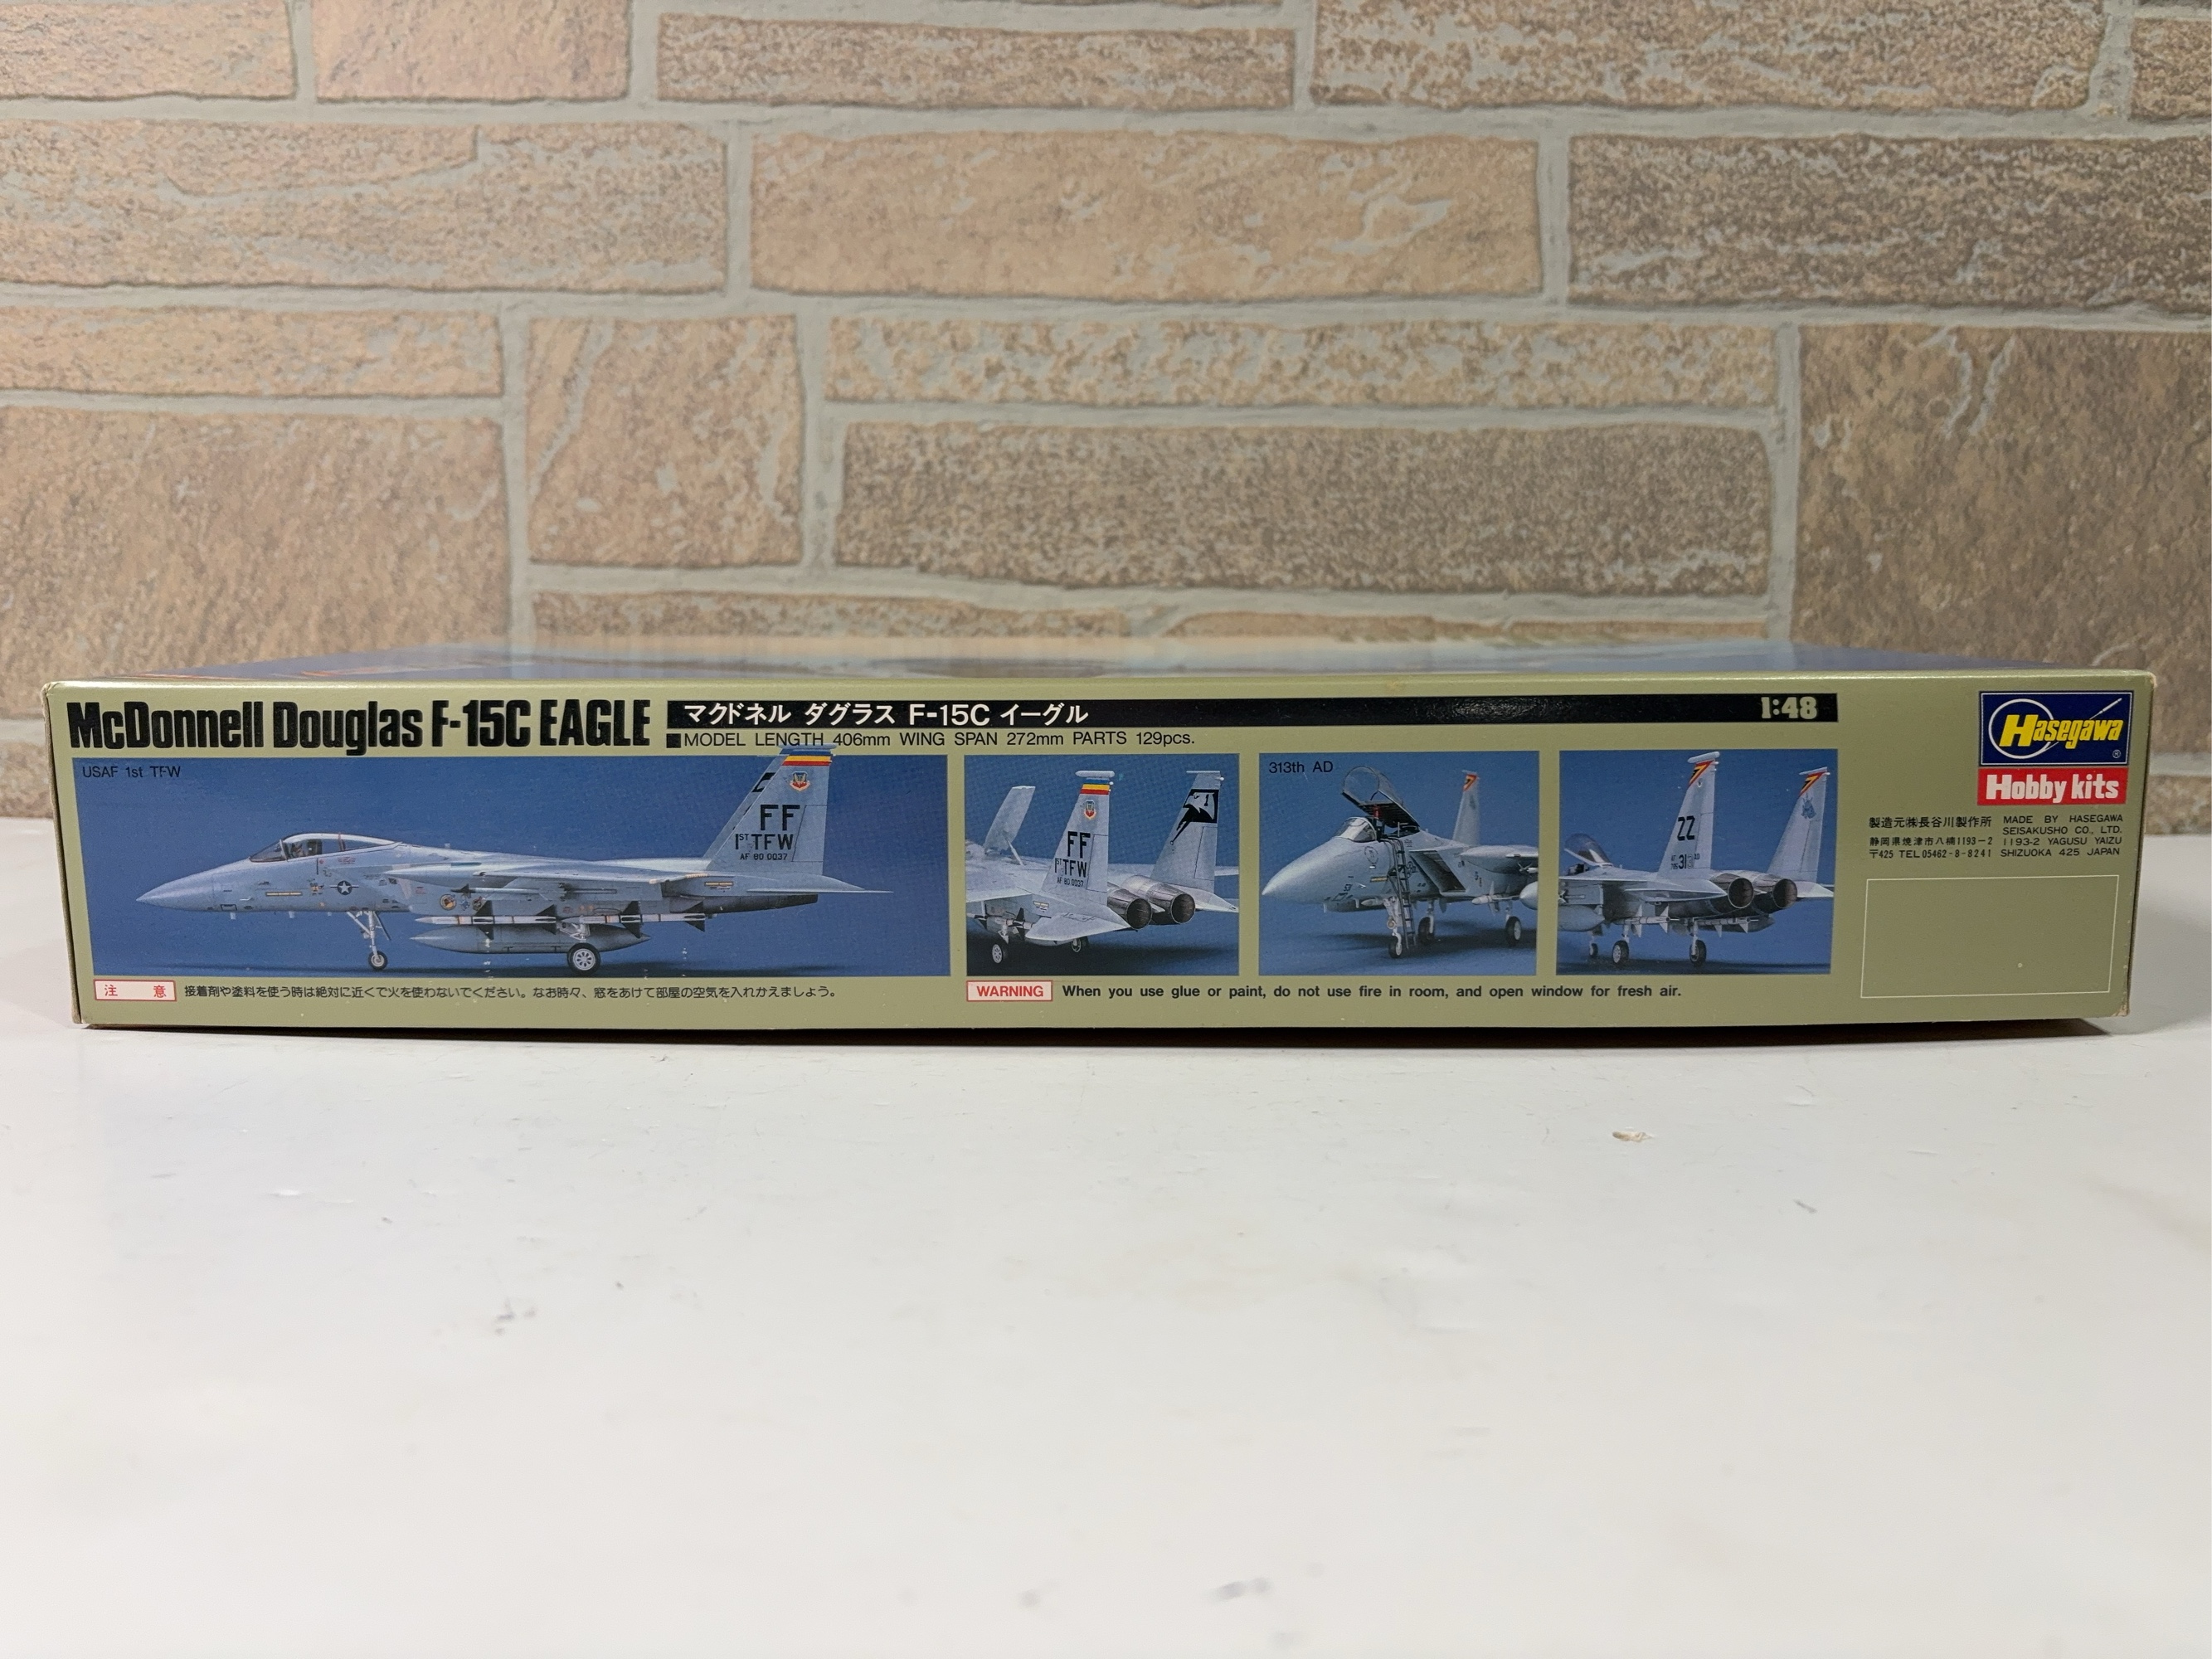 McDonnell Douglas F-15C EAGLE
マクドネル ダグラス F-15C イーグル
1:48
MODEL LENGTH 406mm WING SPAN 272mm PARTS 129pcs.
Hasegawa
®
Hobby kits
USAF 1st TFW
FF
1ST TFW
AF 80 0037
FF
1ST TFW
AF 80 0037
313th AD
ZZ
製造元㈱長谷川製作所
静岡県焼津市八楠1193-2
〒425 TEL 05462-8-8241
MADE BY HASEGAWA
SEISAKUSHO CO., LTD.
1193-2 YAGUSU YAIZU
SHIZUOKA 425 JAPAN
注 意
接着剤や塗料を使う時は絶対に近くで火を使わないでください。なお時々、窓をあけて部屋の空気を入れかえましょう。
WARNING
When you use glue or paint, do not use fire in room, and open window for fresh air.